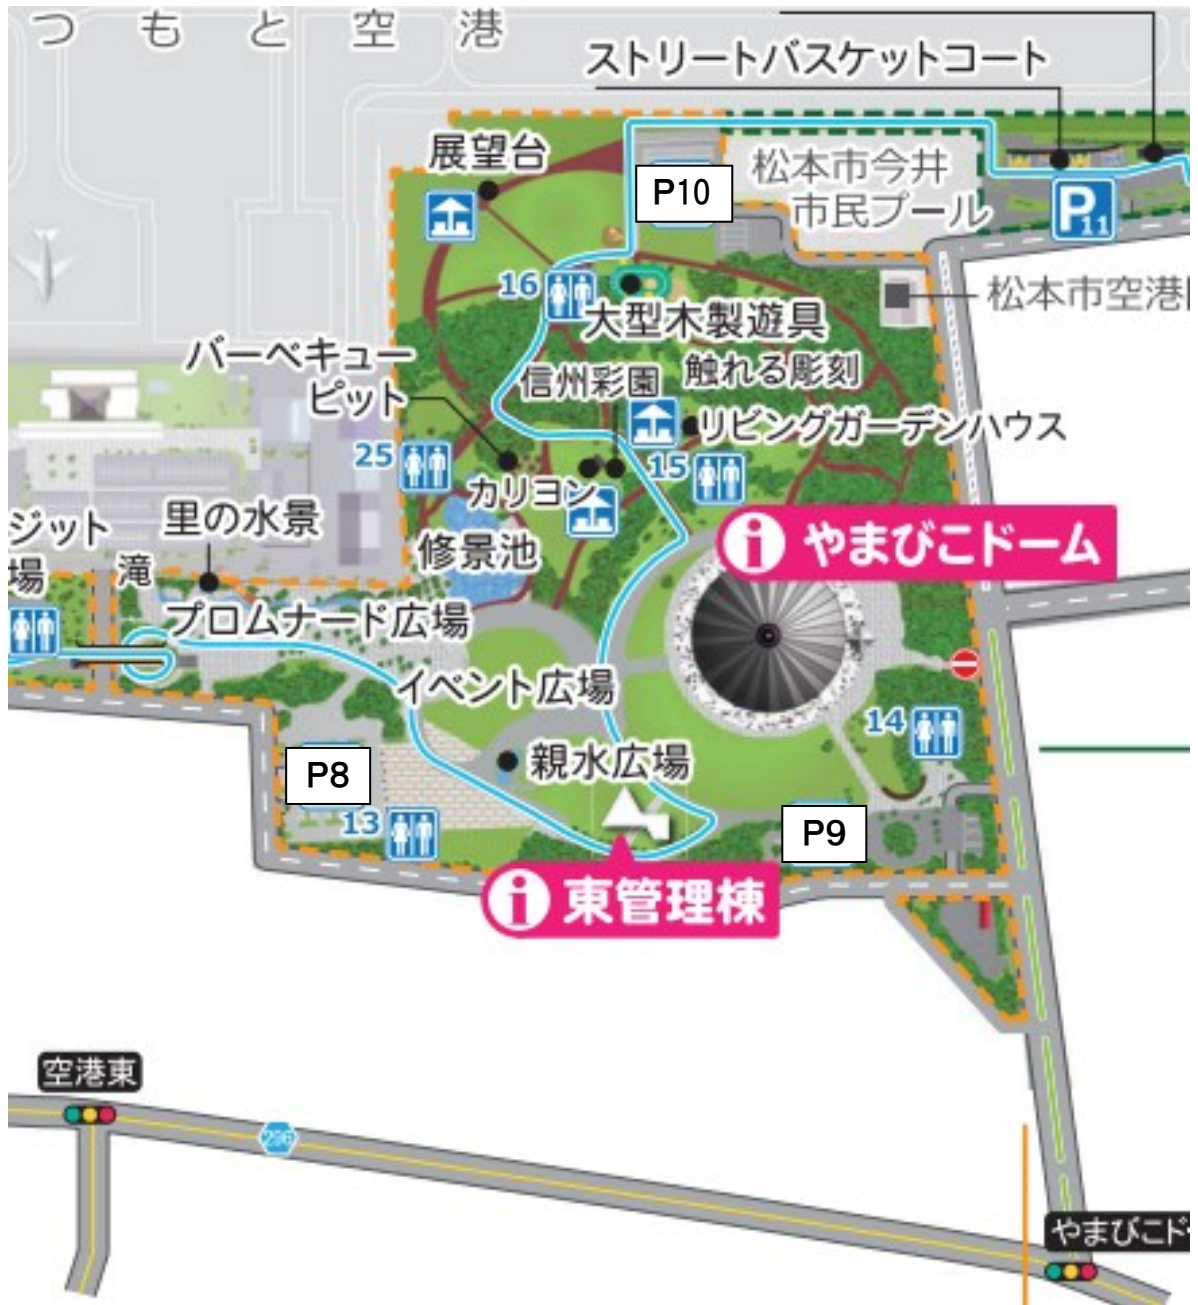 つもと空港
ストリートバスケットコート
展望台
P10
松本市今井
市民プール
P11
16
大型木製遊具
松本市空港
バーベキュー
ピット
信州彩園
触れる彫刻
リビングガーデンハウス
25
15
カリヨン
ジット
場
里の水景
滝
修景池
i やまびこドーム
プロムナード広場
イベント広場
14
親水広場
P8
13
P9
i 東管理棟
空港東
296
やまびこド